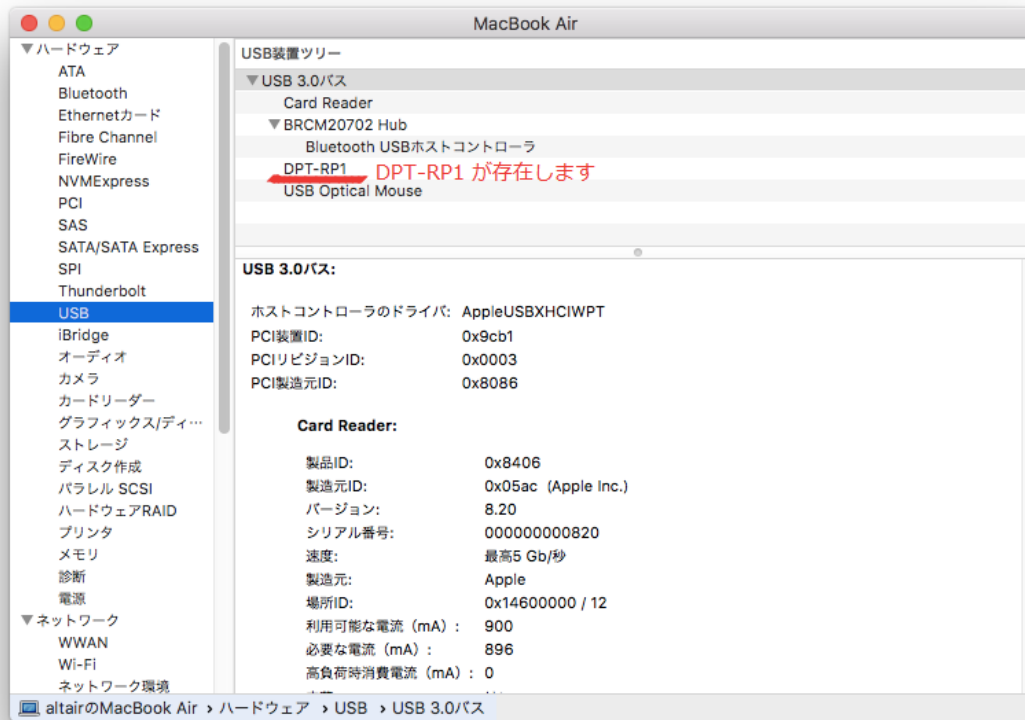 MacBook Air
▼ハードウェア
ATA
Bluetooth
Ethernetカード
Fibre Channel
FireWire
NVMExpress
PCI
SAS
SATA/SATA Express
SPI
Thunderbolt
USB
iBridge
オーディオ
カメラ
カードリーダー
グラフィックス/ディ…
ストレージ
ディスク作成
パラレル SCSI
ハードウェアRAID
プリンタ
メモリ
診断
電源
▼ネットワーク
WWAN
Wi-Fi
ネットワーク環境
USB装置ツリー
▼USB 3.0バス
Card Reader
▼BRCM20702 Hub
Bluetooth USBホストコントローラ
DPT-RP1 DPT-RP1 が存在します
USB Optical Mouse
USB 3.0バス:
ホストコントローラのドライバ: AppleUSBXHCIWPT
PCI装置ID: 0x9cb1
PCIリビジョンID: 0x0003
PCI製造元ID: 0x8086
Card Reader:
製品ID: 0x8406
製造元ID: 0x05ac (Apple Inc.)
バージョン: 8.20
シリアル番号: 000000000820
速度: 最高5 Gb/秒
製造元: Apple
場所ID: 0x14600000 / 12
利用可能な電流（mA）: 900
必要な電流（mA）: 896
高負荷時消費電流（mA）: 0
altairのMacBook Air › ハードウェア › USB › USB 3.0バス